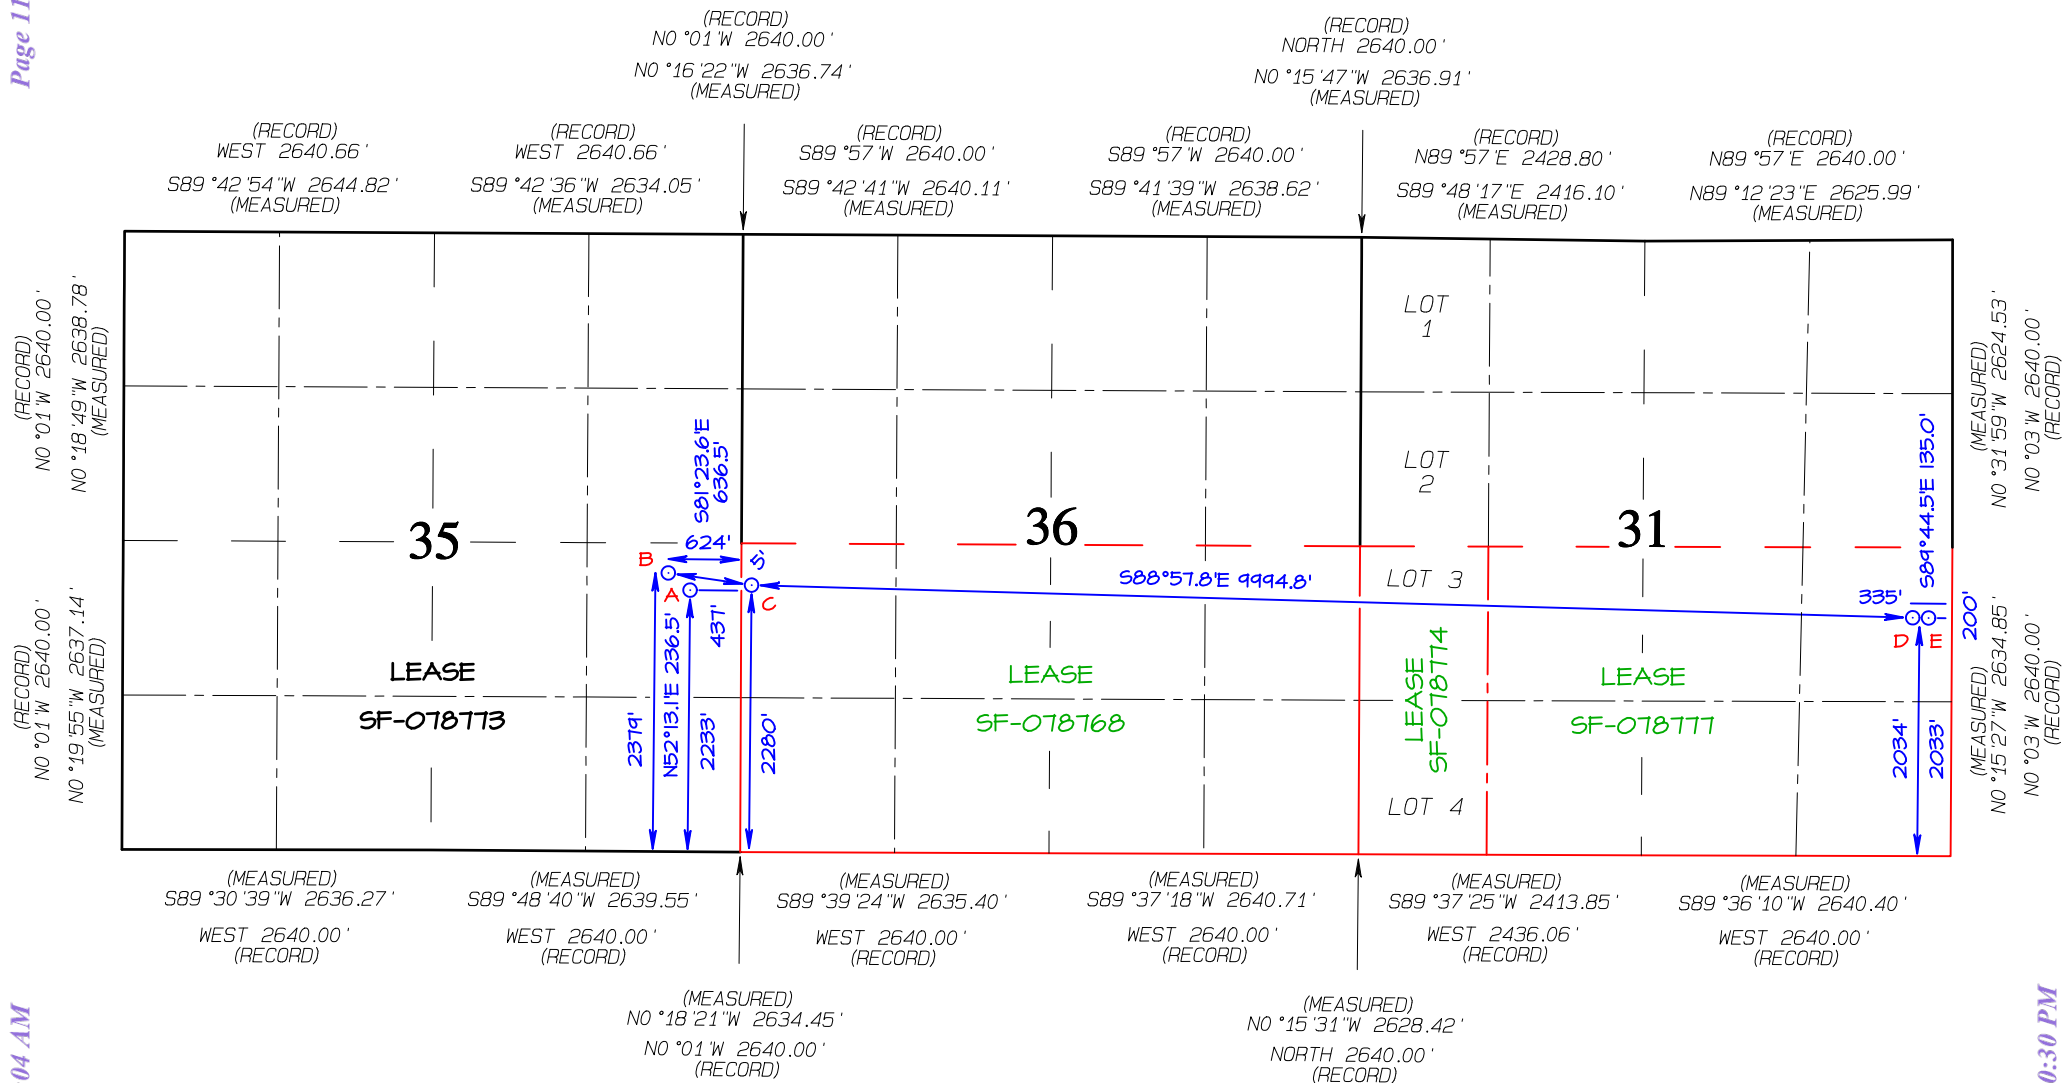 Page 11
(RECORD)
N0°01'W 2640.00'
N0°16'22"W 2636.74'
(MEASURED)
(RECORD)
NORTH 2640.00'
N0°15'47"W 2636.91'
(MEASURED)
(RECORD)
WEST 2640.66'
S89°42'54"W 2644.82'
(MEASURED)
(RECORD)
WEST 2640.66'
S89°42'36"W 2634.05'
(MEASURED)
(RECORD)
S89°57'W 2640.00'
S89°42'41"W 2640.11'
(MEASURED)
(RECORD)
S89°57'W 2640.00'
S89°41'39"W 2638.62'
(MEASURED)
(RECORD)
N89°57'E 2428.80'
S89°48'17"E 2416.10'
(MEASURED)
(RECORD)
N89°57'E 2640.00'
N89°12'23"E 2625.99'
(MEASURED)
(RECORD)
N0°01'W 2640.00'
N0°18'49"W 2638.78'
(MEASURED)
(RECORD)
N0°01'W 2640.00'
N0°19'55"W 2637.14'
(MEASURED)
35
36
31
LOT
1
LOT
2
LOT 3
LOT 4
S81°23.6'E
636.5'
624'
5'
B
A
C
N52°13.1'E 236.5'
437'
2379'
2233'
2280'
S88°57.8'E 9994.8'
335'
S89°44.5'E 135.0'
200'
D
E
2034'
2033'
LEASE
SF-078773
LEASE
SF-078768
LEASE
SF-078774
LEASE
SF-078777
(MEASURED)
N0°31'59"W 2624.53'
N0°03'W 2640.00'
(RECORD)
(MEASURED)
N0°15'27"W 2634.85'
N0°03'W 2640.00'
(RECORD)
(MEASURED)
S89°30'39"W 2636.27'
WEST 2640.00'
(RECORD)
(MEASURED)
S89°48'40"W 2639.55'
WEST 2640.00'
(RECORD)
(MEASURED)
S89°39'24"W 2635.40'
WEST 2640.00'
(RECORD)
(MEASURED)
S89°37'18"W 2640.71'
WEST 2640.00'
(RECORD)
(MEASURED)
S89°37'25"W 2413.85'
WEST 2436.06'
(RECORD)
(MEASURED)
S89°36'10"W 2640.40'
WEST 2640.00'
(RECORD)
(MEASURED)
N0°18'21"W 2634.45'
N0°01'W 2640.00'
(RECORD)
(MEASURED)
N0°15'31"W 2628.42'
NORTH 2640.00'
(RECORD)
:04 AM
0:30 PM